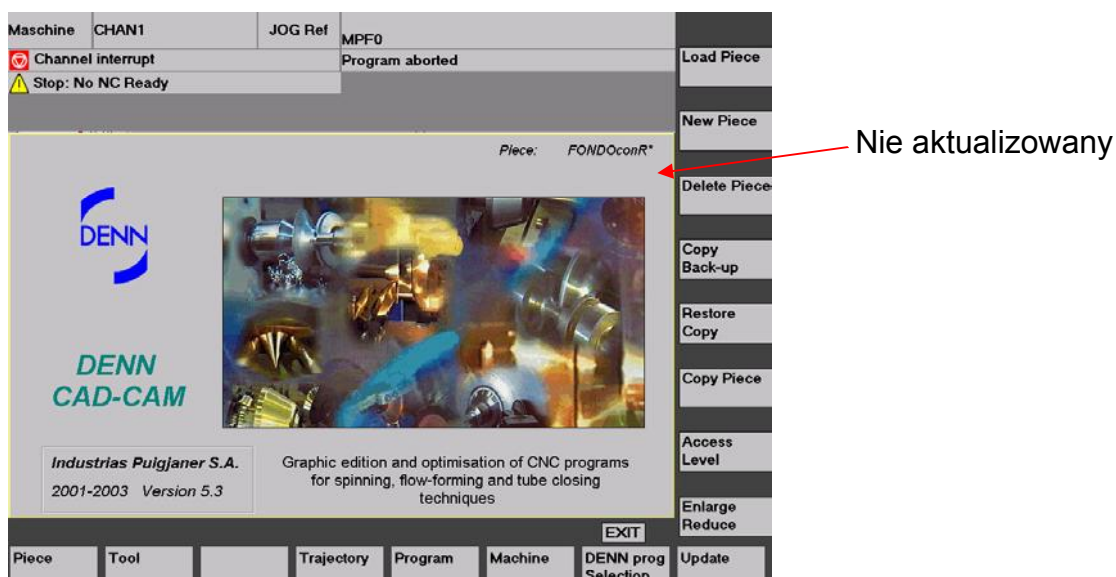 Maschine CHAN1 JOG Ref MPF0
Channel interrupt Program aborted
Stop: No NC Ready
Load Piece
New Piece
Nie aktualizowany
Piece: FONDOconR*
Delete Piece
DENN
Copy
Back-up
Restore
Copy
DENN
CAD-CAM
Copy Piece
Access
Level
Industrias Puigjaner S.A.
2001-2003 Version 5.3
Graphic edition and optimisation of CNC programs
for spinning, flow-forming and tube closing
techniques
Enlarge
Reduce
EXIT
Piece Tool Trajectory Program Machine DENN prog Update
Selection